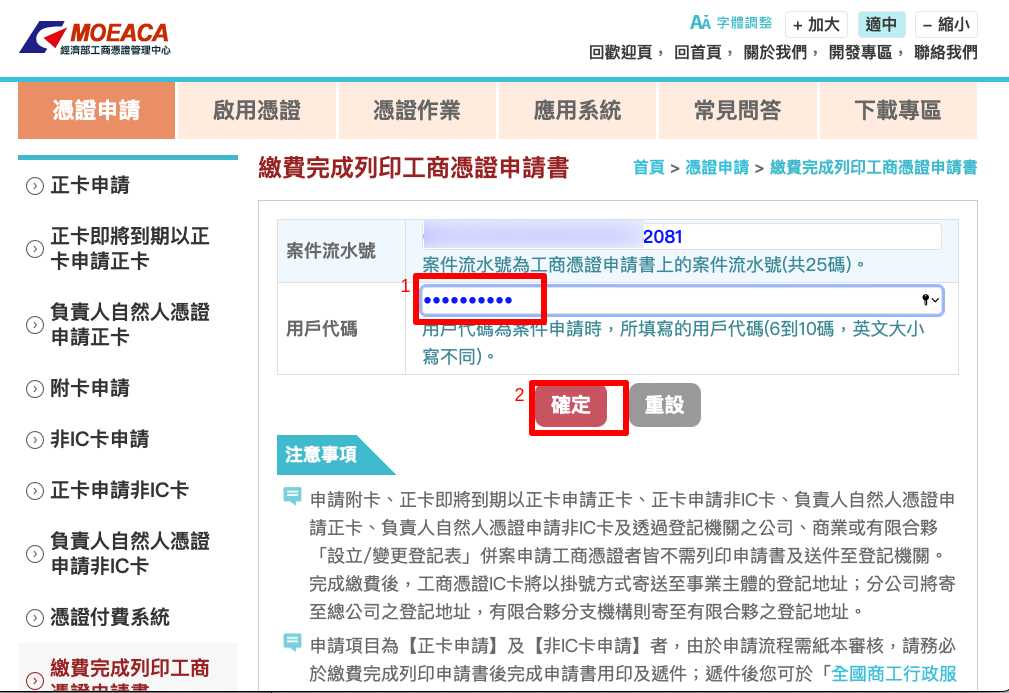 MOEACA
經濟部工商憑證管理中心
AA 字體調整 + 加大 適中 – 縮小
回歡迎頁, 回首頁, 關於我們, 開發專區, 聯絡我們
憑證申請 啟用憑證 憑證作業 應用系統 常見問答 下載專區
正卡申請
正卡即將到期以正
卡申請正卡
負責人自然人憑證
申請正卡
附卡申請
非IC卡申請
正卡申請非IC卡
負責人自然人憑證
申請非IC卡
憑證付費系統
繳費完成列印工商
憑證申請書
繳費完成列印工商憑證申請書
首頁 > 憑證申請 > 繳費完成列印工商憑證申請書
案件流水號
2081
案件流水號為工商憑證申請書上的案件流水號(共25碼)。
1
用戶代碼
用戶代碼為案件申請時,所填寫的用戶代碼(6到10碼,英文大小
寫不同)。
2
確定 重設
注意事項
申請附卡、正卡即將到期以正卡申請正卡、正卡申請非IC卡、負責人自然人憑證申
請正卡、負責人自然人憑證申請非IC卡及透過登記機關之公司、商業或有限合夥
「設立/變更登記表」併案申請工商憑證者皆不需列印申請書及送件至登記機關。
完成繳費後,工商憑證IC卡將以掛號方式寄送至事業主體的登記地址;分公司將寄
至總公司之登記地址,有限合夥分支機構則寄至有限合夥之登記地址。
申請項目為【正卡申請】及【非IC卡申請】者,由於申請流程需紙本審核,請務必
於繳費完成列印申請書後完成申請書用印及遞件;遞件後您可於「全國商工行政服